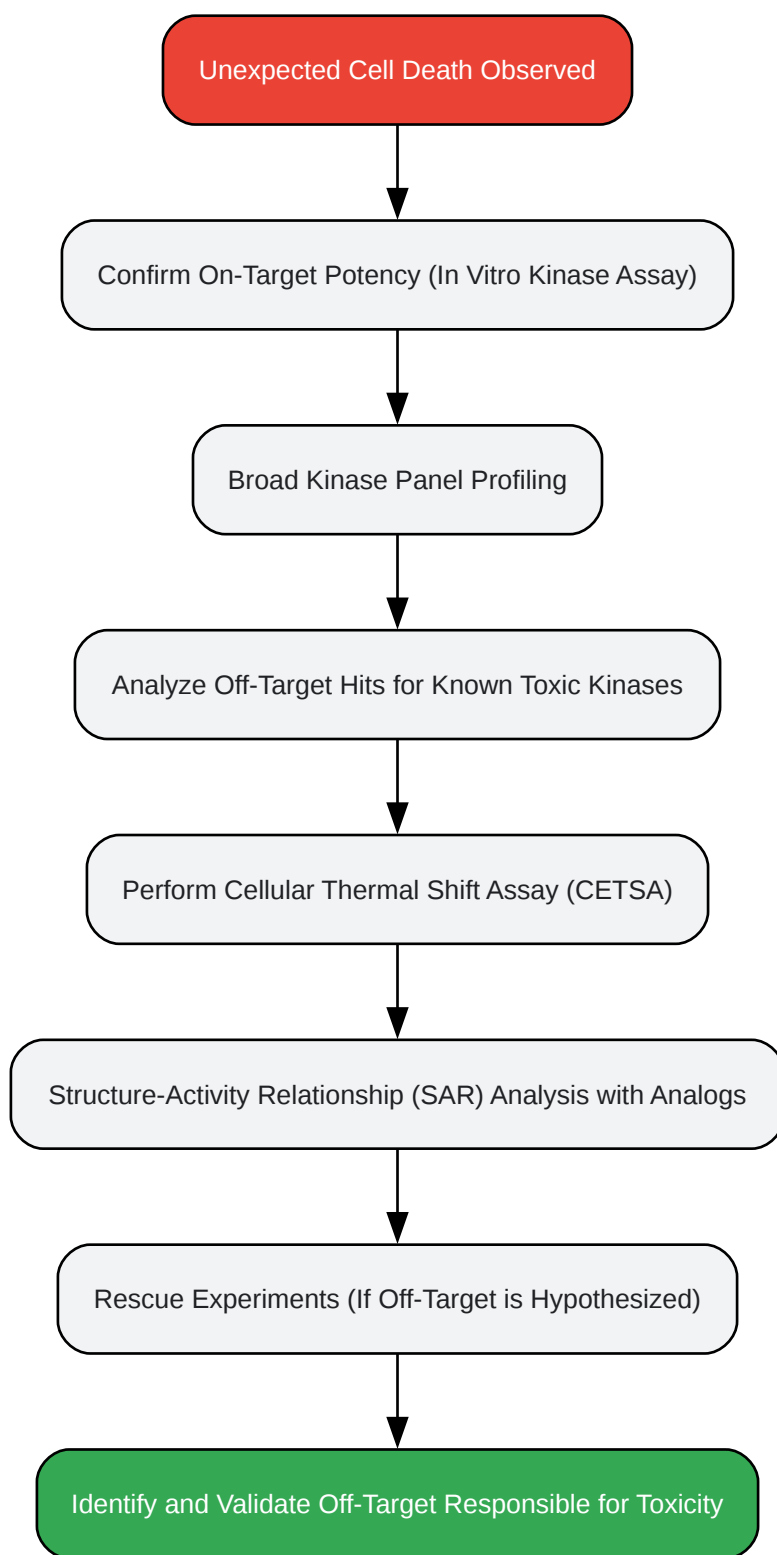 Unexpected Cell Death Observed
Confirm On-Target Potency (In Vitro Kinase Assay)
Broad Kinase Panel Profiling
Analyze Off-Target Hits for Known Toxic Kinases
Perform Cellular Thermal Shift Assay (CETSA)
Structure-Activity Relationship (SAR) Analysis with Analogs
Rescue Experiments (If Off-Target is Hypothesized)
Identify and Validate Off-Target Responsible for Toxicity